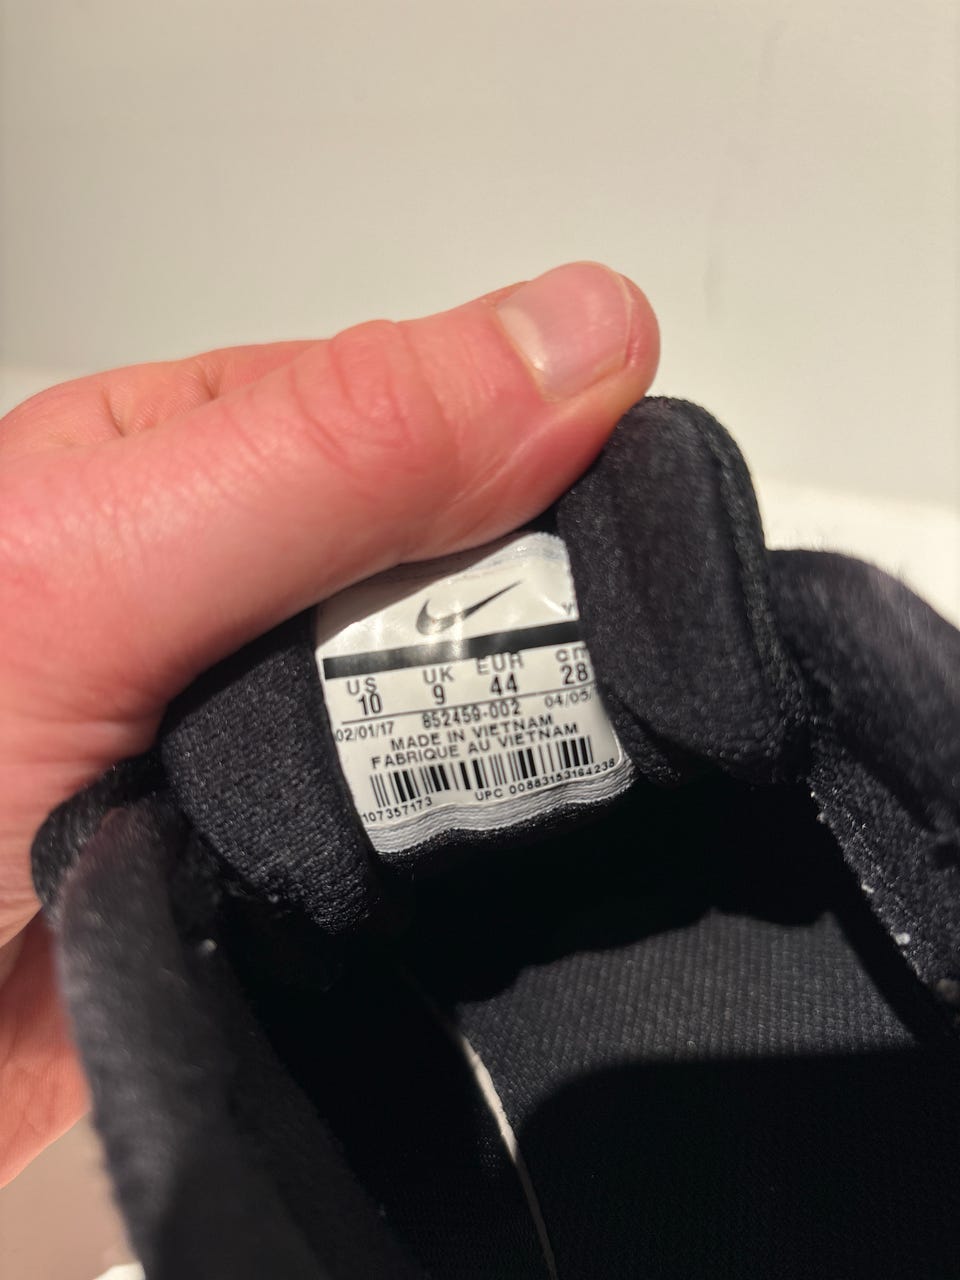 US UK EUR cm
10 9 44 28
02/01/17 852459-002 04/05/
MADE IN VIETNAM
FABRIQUE AU VIETNAM
107357173 UPC 00883153164238